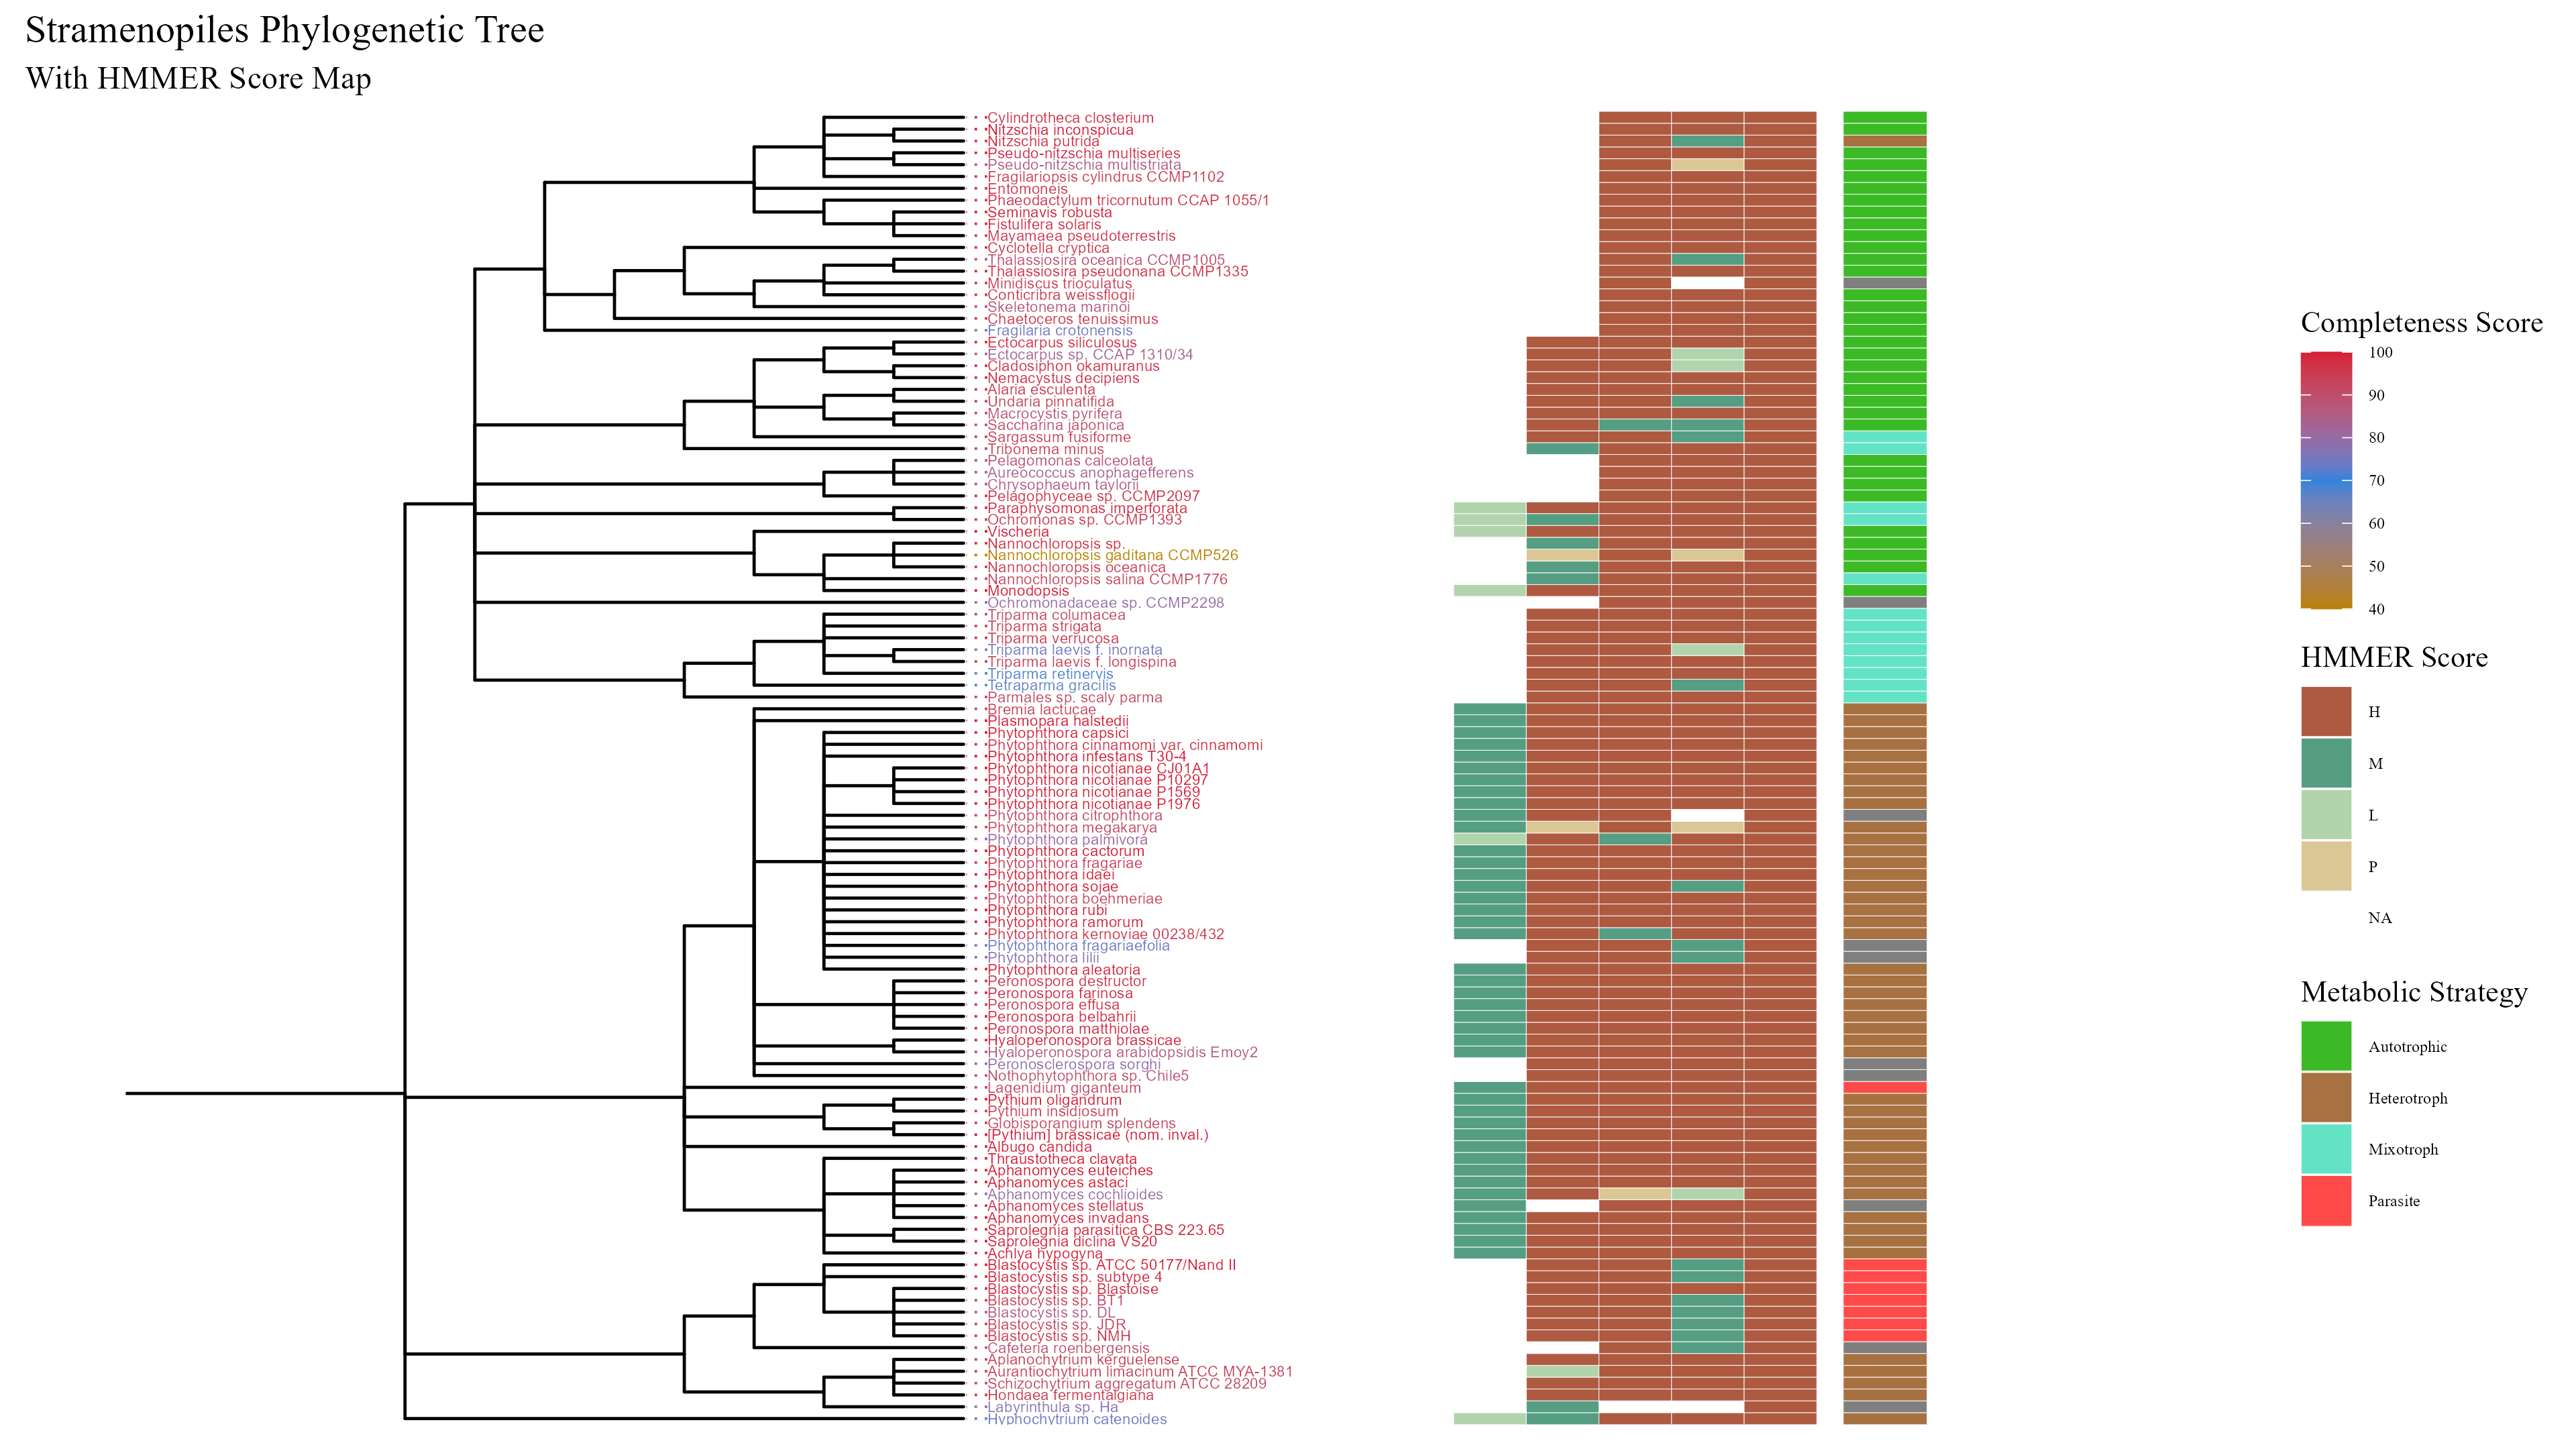 Stramenopiles Phylogenetic Tree
With HMMER Score Map
Cylindrotheca closterium
Nitzschia inconspicua
Nitzschia putrida
Pseudo-nitzschia multiseries
Pseudo-nitzschia multistriata
Fragilariopsis cylindrus CCMP1102
Entomoneis
Phaeodactylum tricornutum CCAP 1055/1
Seminavis robusta
Fistulifera solaris
Mayamaea pseudoterrestris
Cyclotella cryptica
Thalassiosira oceanica CCMP1005
Thalassiosira pseudonana CCMP1335
Minidiscus trioculatus
Conticribra weissflogii
Skeletonema marinoi
Chaetoceros tenuissimus
Fragilaria crotonensis
Ectocarpus siliculosus
Ectocarpus sp. CCAP 1310/34
Cladosiphon okamuranus
Nemacystus decipiens
Alaria esculenta
Undaria pinnatifida
Macrocystis pyrifera
Saccharina japonica
Sargassum fusiforme
Tribonema minus
Pelagomonas calceolata
Aureococcus anophagefferens
Chrysophaeum taylorii
Pelagophyceae sp. CCMP2097
Paraphysomonas imperforata
Ochromonas sp. CCMP1393
Vischeria
Nannochloropsis sp.
Nannochloropsis gaditana CCMP526
Nannochloropsis oceanica
Nannochloropsis salina CCMP1776
Monodopsis
Ochromonadaceae sp. CCMP2298
Triparma columacea
Triparma strigata
Triparma verrucosa
Triparma laevis f. inornata
Triparma laevis f. longispina
Triparma retinervis
Tetraparma gracilis
Parmales sp. scaly parma
Bremia lactucae
Plasmopara halstedii
Phytophthora capsici
Phytophthora cinnamomi var. cinnamomi
Phytophthora infestans T30-4
Phytophthora nicotianae CJ01A1
Phytophthora nicotianae P10297
Phytophthora nicotianae P1569
Phytophthora nicotianae P1976
Phytophthora citrophthora
Phytophthora megakarya
Phytophthora palmivora
Phytophthora cactorum
Phytophthora fragariae
Phytophthora idaei
Phytophthora sojae
Phytophthora boehmeriae
Phytophthora rubi
Phytophthora ramorum
Phytophthora kernoviae 00238/432
Phytophthora fragariaefolia
Phytophthora lilii
Phytophthora aleatoria
Peronospora destructor
Peronospora farinosa
Peronospora effusa
Peronospora belbahrii
Peronospora matthiolae
Hyaloperonospora brassicae
Hyaloperonospora arabidopsidis Emoy2
Peronosclerospora sorghi
Nothophytophthora sp. Chile5
Lagenidium giganteum
Pythium oligandrum
Pythium insidiosum
Globisporangium splendens
[Pythium] brassicae (nom. inval.)
Albugo candida
Thraustotheca clavata
Aphanomyces euteiches
Aphanomyces astaci
Aphanomyces cochlioides
Aphanomyces stellatus
Aphanomyces invadans
Saprolegnia parasitica CBS 223.65
Saprolegnia diclina VS20
Achlya hypogyna
Blastocystis sp. ATCC 50177/Nand II
Blastocystis sp. subtype 4
Blastocystis sp. Blastoise
Blastocystis sp. BT1
Blastocystis sp. DL
Blastocystis sp. JDR
Blastocystis sp. NMH
Cafeteria roenbergensis
Aplanochytrium kerguelense
Aurantiochytrium limacinum ATCC MYA-1381
Schizochytrium aggregatum ATCC 28209
Hondaea fermentalgiana
Labyrinthula sp. Ha
Hyphochytrium catenoides
Completeness Score
100
90
80
70
60
50
40
HMMER Score
H
M
L
P
NA
Metabolic Strategy
Autotrophic
Heterotroph
Mixotroph
Parasite